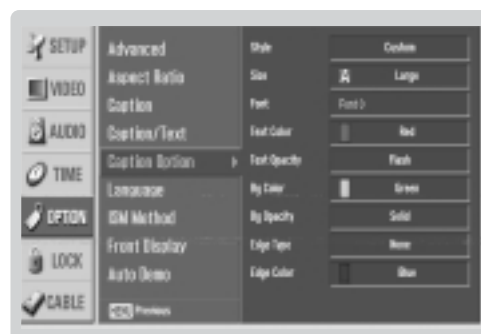 SETUP
VIDEO
AUDIO
TIME
OPTION
LOCK
CABLE
Advanced
Aspect Ratio
Caption
Caption/Text
Caption Option
Language
ISM Method
Front Display
Auto Demo
MENU Previous
Style Custom
Size A Large
Font Font
Text Color Red
Text Opacity Flash
Bg Color Green
Bg Opacity Solid
Edge Type None
Edge Color Blue